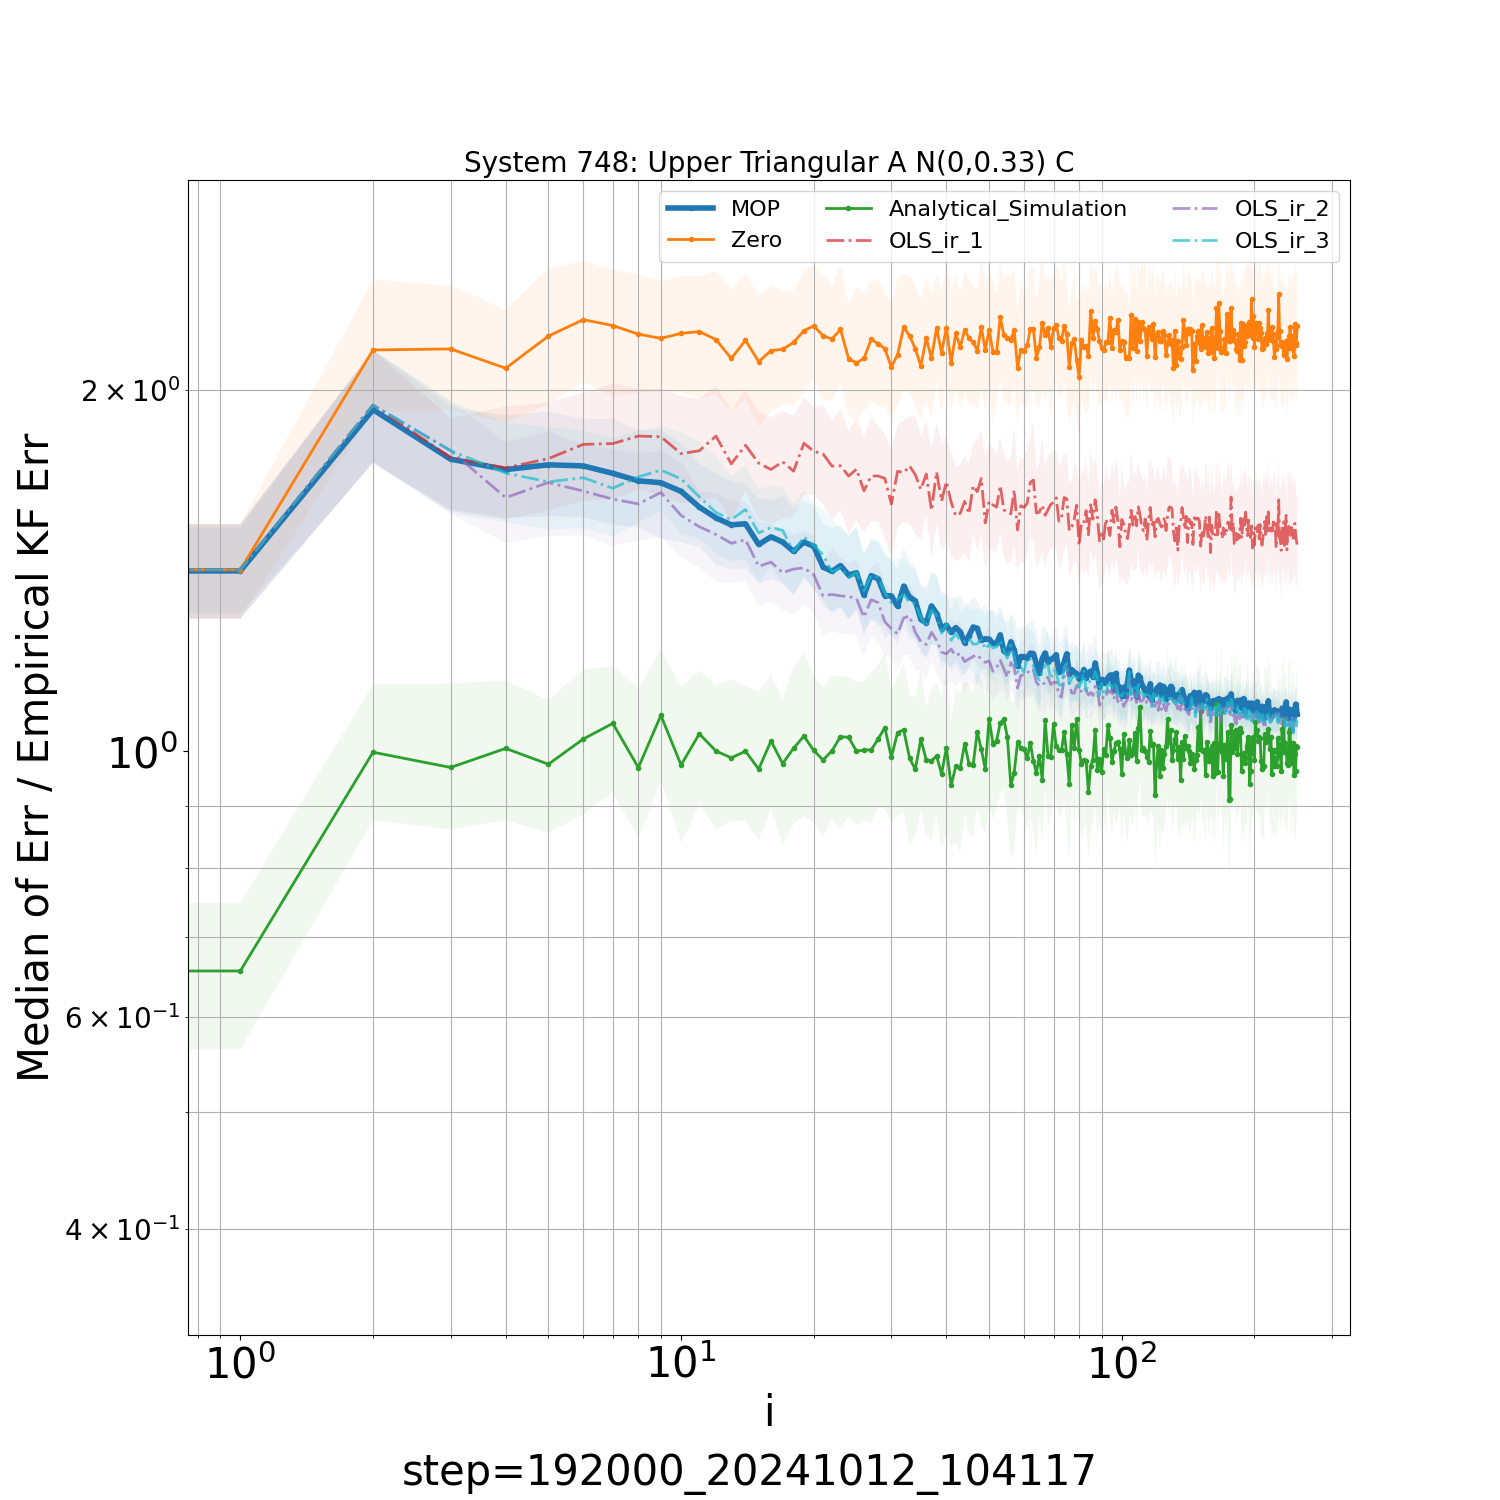 System 748: Upper Triangular A N(0,0.33) C
MOP
Zero
Analytical_Simulation
OLS_ir_1
OLS_ir_2
OLS_ir_3
Median of Err / Empirical KF Err
2 × 10⁰
10⁰
6 × 10⁻¹
4 × 10⁻¹
10⁰ 10¹ 10²
i
step=192000_20241012_104117